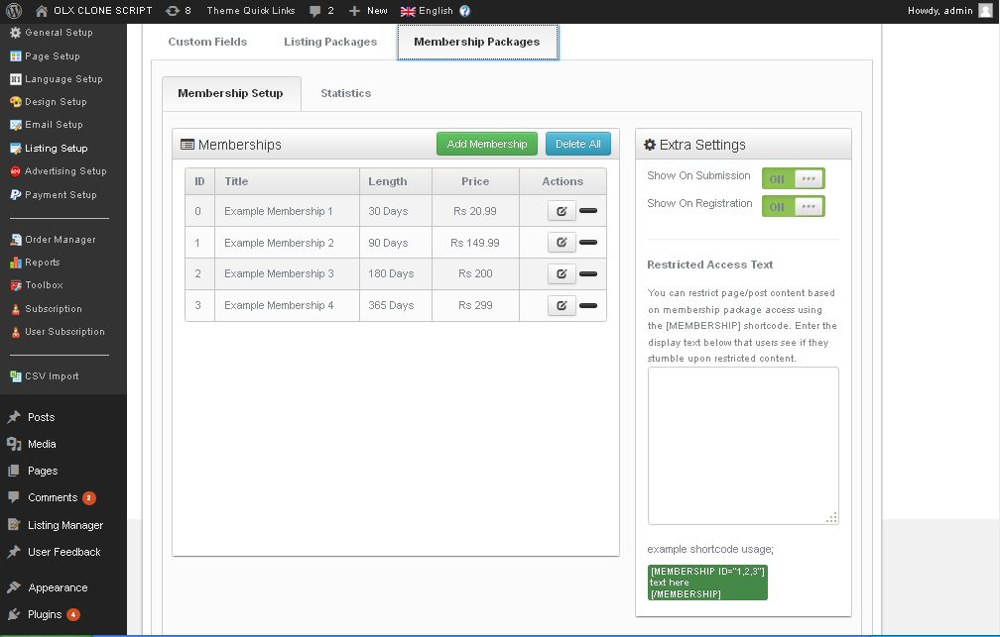 OLX CLONE SCRIPT 8 Theme Quick Links 2 New English Howdy, admin
General Setup
Page Setup
Language Setup
Design Setup
Email Setup
Listing Setup
Advertising Setup
Payment Setup
Order Manager
Reports
Toolbox
Subscription
User Subscription
CSV Import
Posts
Media
Pages
Comments 2
Listing Manager
User Feedback
Appearance
Plugins 4
Custom Fields Listing Packages Membership Packages
Membership Setup Statistics
Memberships Add Membership Delete All
ID Title Length Price Actions
0 Example Membership 1 30 Days Rs 20.99
1 Example Membership 2 90 Days Rs 149.99
2 Example Membership 3 180 Days Rs 200
3 Example Membership 4 365 Days Rs 299
Extra Settings
Show On Submission ON
Show On Registration ON
Restricted Access Text
You can restrict page/post content based
on membership package access using
the [MEMBERSHIP] shortcode. Enter the
display text below that users see if they
stumble upon restricted content.
example shortcode usage;
[MEMBERSHIP ID="1,2,3"]
text here
[/MEMBERSHIP]